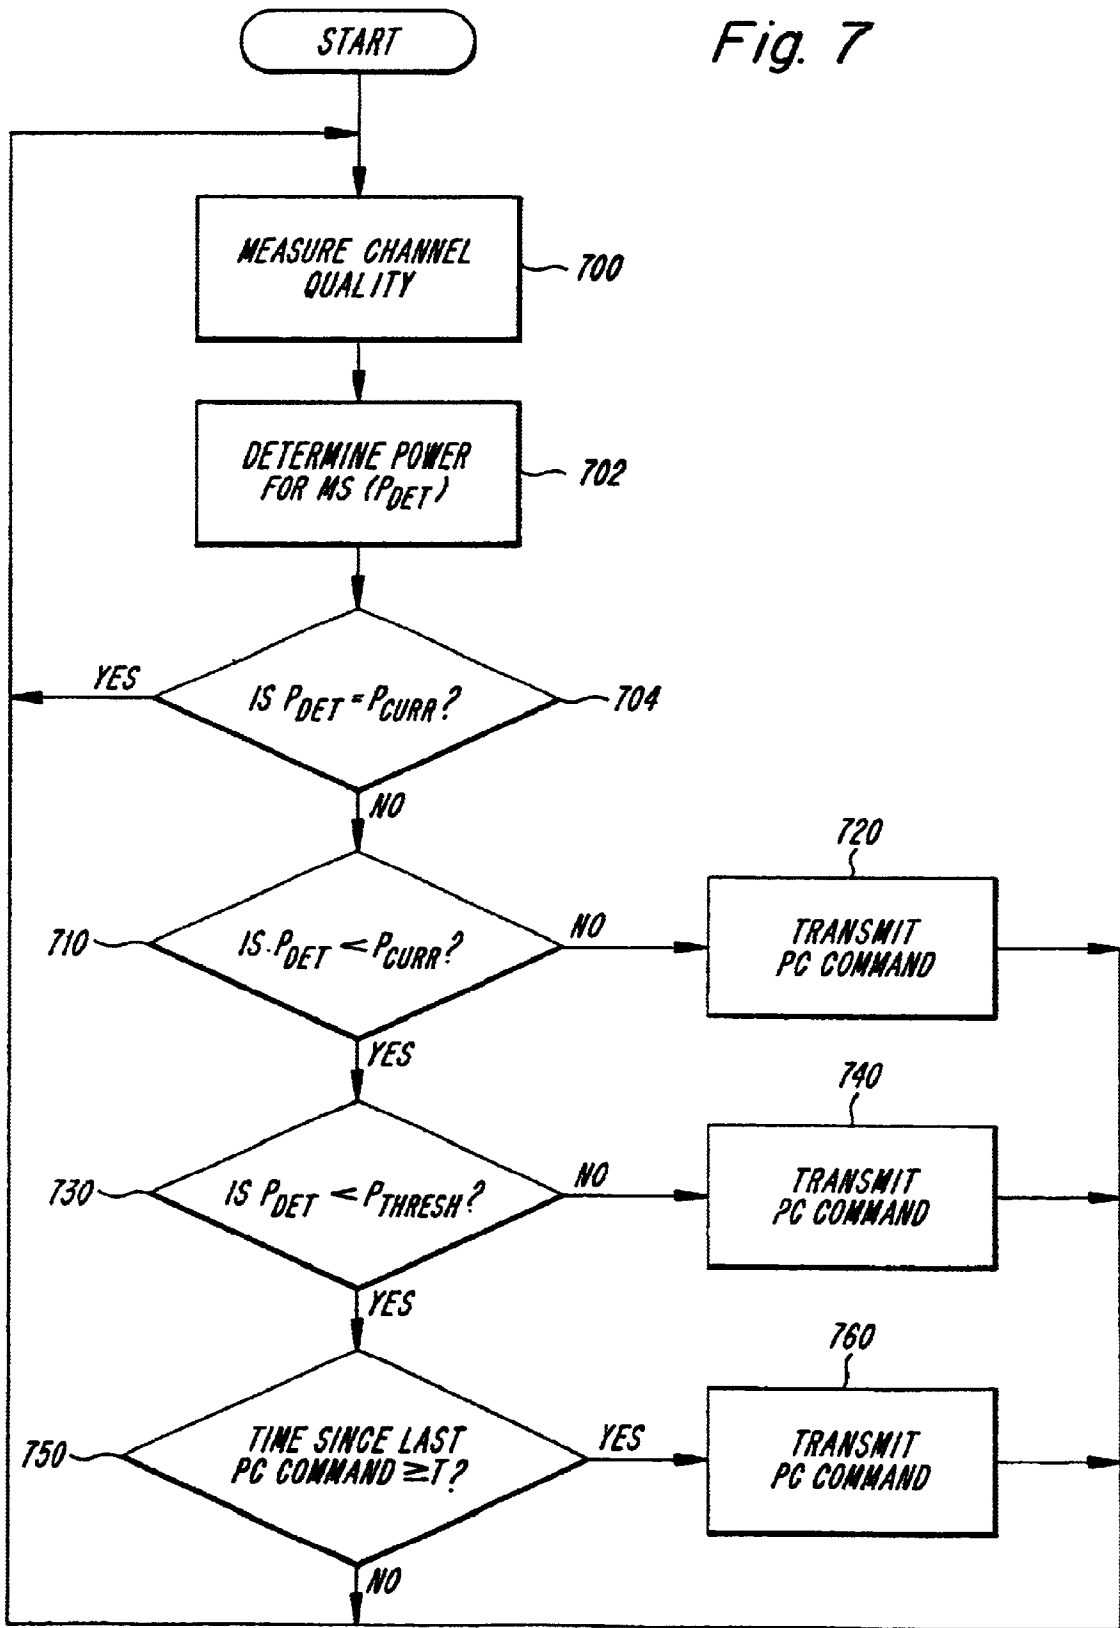 START
Fig. 7
MEASURE CHANNEL
QUALITY
700
DETERMINE POWER
FOR MS (PDET)
702
YES
IS PDET = PCURR?
704
NO
720
710
IS PDET < PCURR?
NO
TRANSMIT
PC COMMAND
YES
740
730
IS PDET < PTHRESH?
NO
TRANSMIT
PC COMMAND
YES
760
750
TIME SINCE LAST
PC COMMAND ≥T?
YES
TRANSMIT
PC COMMAND
NO